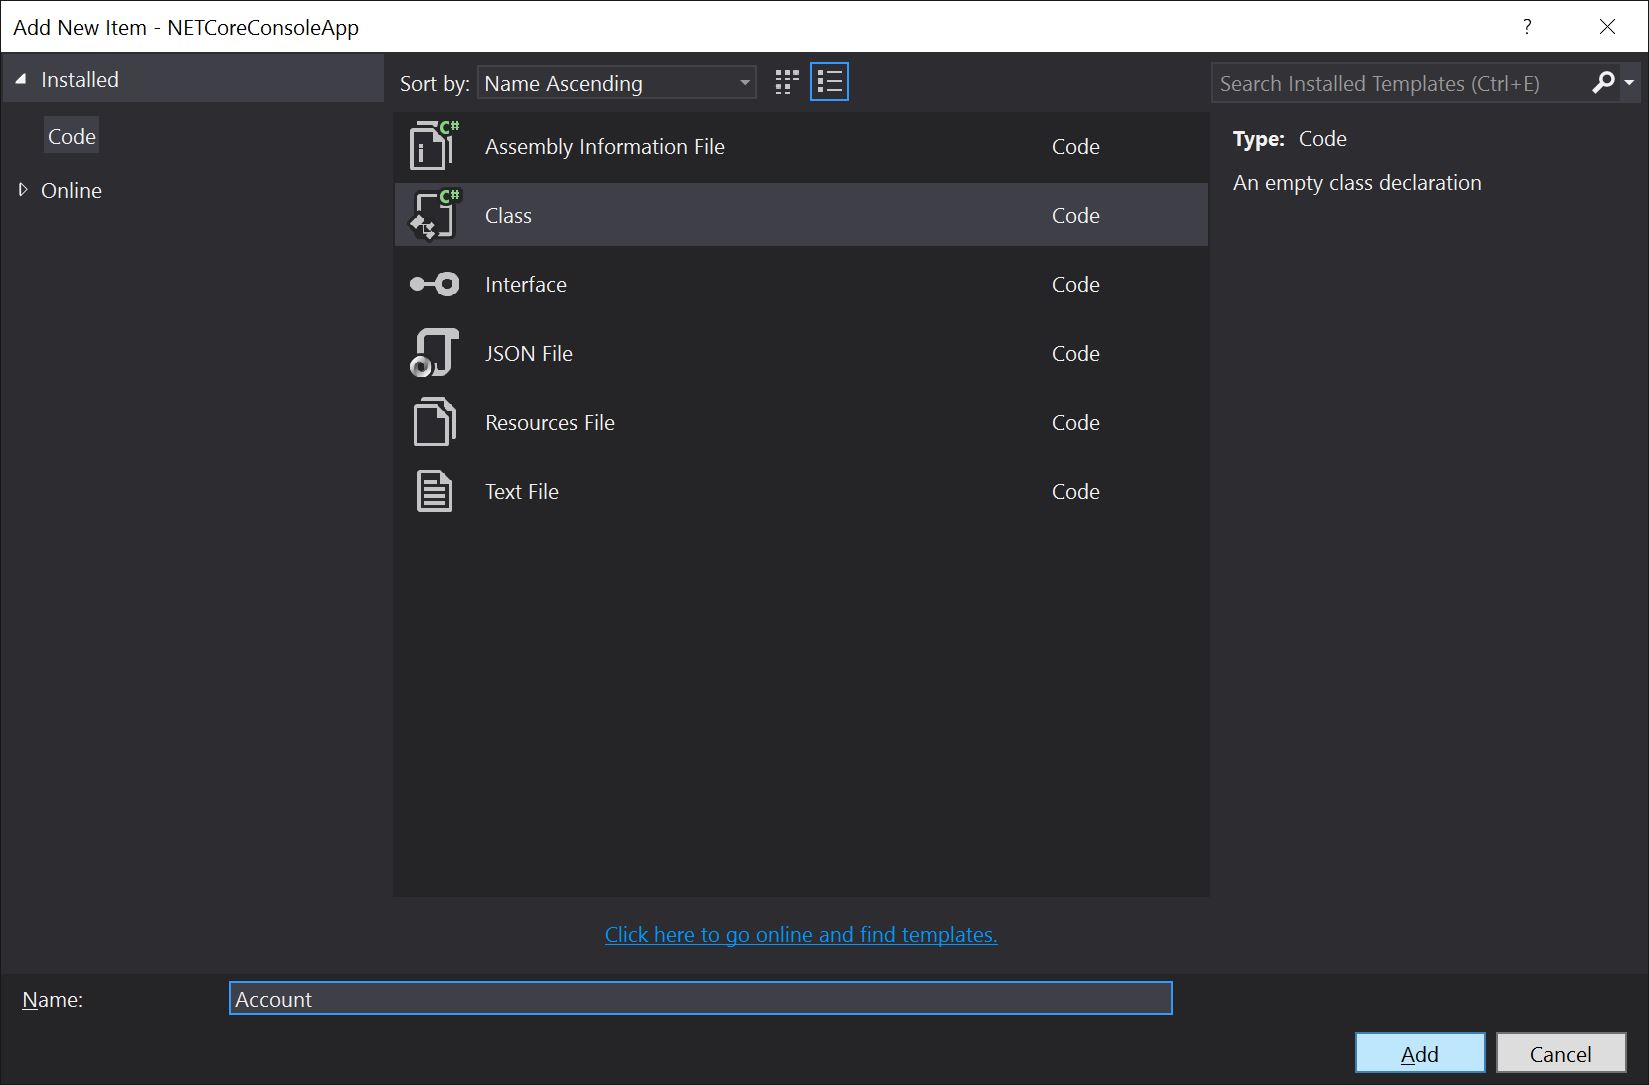 Add New Item - NETCoreConsoleApp
?
Installed
Code
Online
Sort by: Name Ascending
Search Installed Templates (Ctrl+E)
C#
Assembly Information File Code
C#
Class Code
Interface Code
JSON File Code
Resources File Code
Text File Code
Type: Code
An empty class declaration
Click here to go online and find templates.
Name: Account
Add Cancel